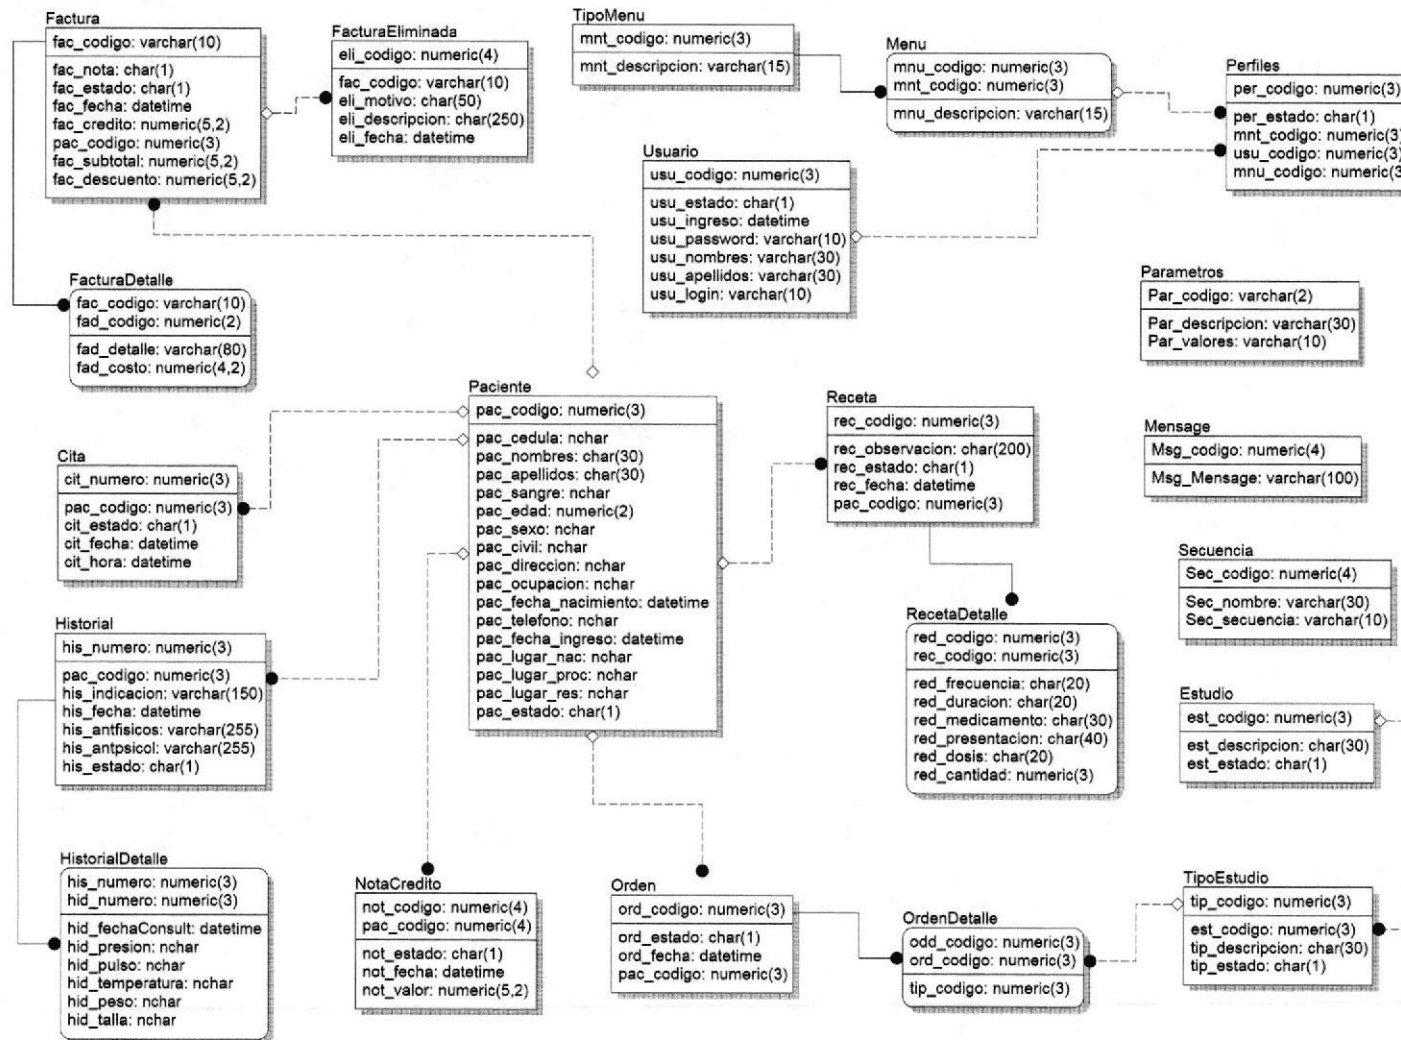 Factura
fac_codigo: varchar(10)
fac_nota: char(1)
fac_estado: char(1)
fac_fecha: datetime
fac_credito: numeric(5,2)
pac_codigo: numeric(3)
fac_subtotal: numeric(5,2)
fac_descuento: numeric(5,2)
FacturaEliminada
eli_codigo: numeric(4)
fac_codigo: varchar(10)
eli_motivo: char(50)
eli_descripcion: char(250)
eli_fecha: datetime
TipoMenu
mnt_codigo: numeric(3)
mnt_descripcion: varchar(15)
Menu
mnu_codigo: numeric(3)
mnt_codigo: numeric(3)
mnu_descripcion: varchar(15)
Perfiles
per_codigo: numeric(3)
per_estado: char(1)
mnt_codigo: numeric(3)
usu_codigo: numeric(3)
mnu_codigo: numeric(3
Usuario
usu_codigo: numeric(3)
usu_estado: char(1)
usu_ingreso: datetime
usu_password: varchar(10)
usu_nombres: varchar(30)
usu_apellidos: varchar(30)
usu_login: varchar(10)
FacturaDetalle
fac_codigo: varchar(10)
fad_codigo: numeric(2)
fad_detalle: varchar(80)
fad_costo: numeric(4,2)
Parametros
Par_codigo: varchar(2)
Par_descripcion: varchar(30)
Par_valores: varchar(10)
Paciente
pac_codigo: numeric(3)
pac_cedula: nchar
pac_nombres: char(30)
pac_apellidos: char(30)
pac_sangre: nchar
pac_edad: numeric(2)
pac_sexo: nchar
pac_civil: nchar
pac_direccion: nchar
pac_ocupacion: nchar
pac_fecha_nacimiento: datetime
pac_telefono: nchar
pac_fecha_ingreso: datetime
pac_lugar_nac: nchar
pac_lugar_proc: nchar
pac_lugar_res: nchar
pac_estado: char(1)
Receta
rec_codigo: numeric(3)
rec_observacion: char(200)
rec_estado: char(1)
rec_fecha: datetime
pac_codigo: numeric(3)
Mensage
Msg_codigo: numeric(4)
Msg_Mensage: varchar(100)
Cita
cit_numero: numeric(3)
pac_codigo: numeric(3)
cit_estado: char(1)
cit_fecha: datetime
cit_hora: datetime
Secuencia
Sec_codigo: numeric(4)
Sec_nombre: varchar(30)
Sec_secuencia: varchar(10)
Historial
his_numero: numeric(3)
pac_codigo: numeric(3)
his_indicacion: varchar(150)
his_fecha: datetime
his_antfisicos: varchar(255)
his_antpsicol: varchar(255)
his_estado: char(1)
RecetaDetalle
red_codigo: numeric(3)
rec_codigo: numeric(3)
red_frecuencia: char(20)
red_duracion: char(20)
red_medicamento: char(30)
red_presentacion: char(40)
red_dosis: char(20)
red_cantidad: numeric(3)
Estudio
est_codigo: numeric(3)
est_descripcion: char(30)
est_estado: char(1)
HistorialDetalle
his_numero: numeric(3)
hid_numero: numeric(3)
hid_fechaConsult: datetime
hid_presion: nchar
hid_pulso: nchar
hid_temperatura: nchar
hid_peso: nchar
hid_talla: nchar
NotaCredito
not_codigo: numeric(4)
pac_codigo: numeric(4)
not_estado: char(1)
not_fecha: datetime
not_valor: numeric(5,2)
Orden
ord_codigo: numeric(3)
ord_estado: char(1)
ord_fecha: datetime
pac_codigo: numeric(3)
OrdenDetalle
odd_codigo: numeric(3)
ord_codigo: numeric(3)
tip_codigo: numeric(3)
TipoEstudio
tip_codigo: numeric(3)
est_codigo: numeric(3)
tip_descripcion: char(30)
tip_estado: char(1)